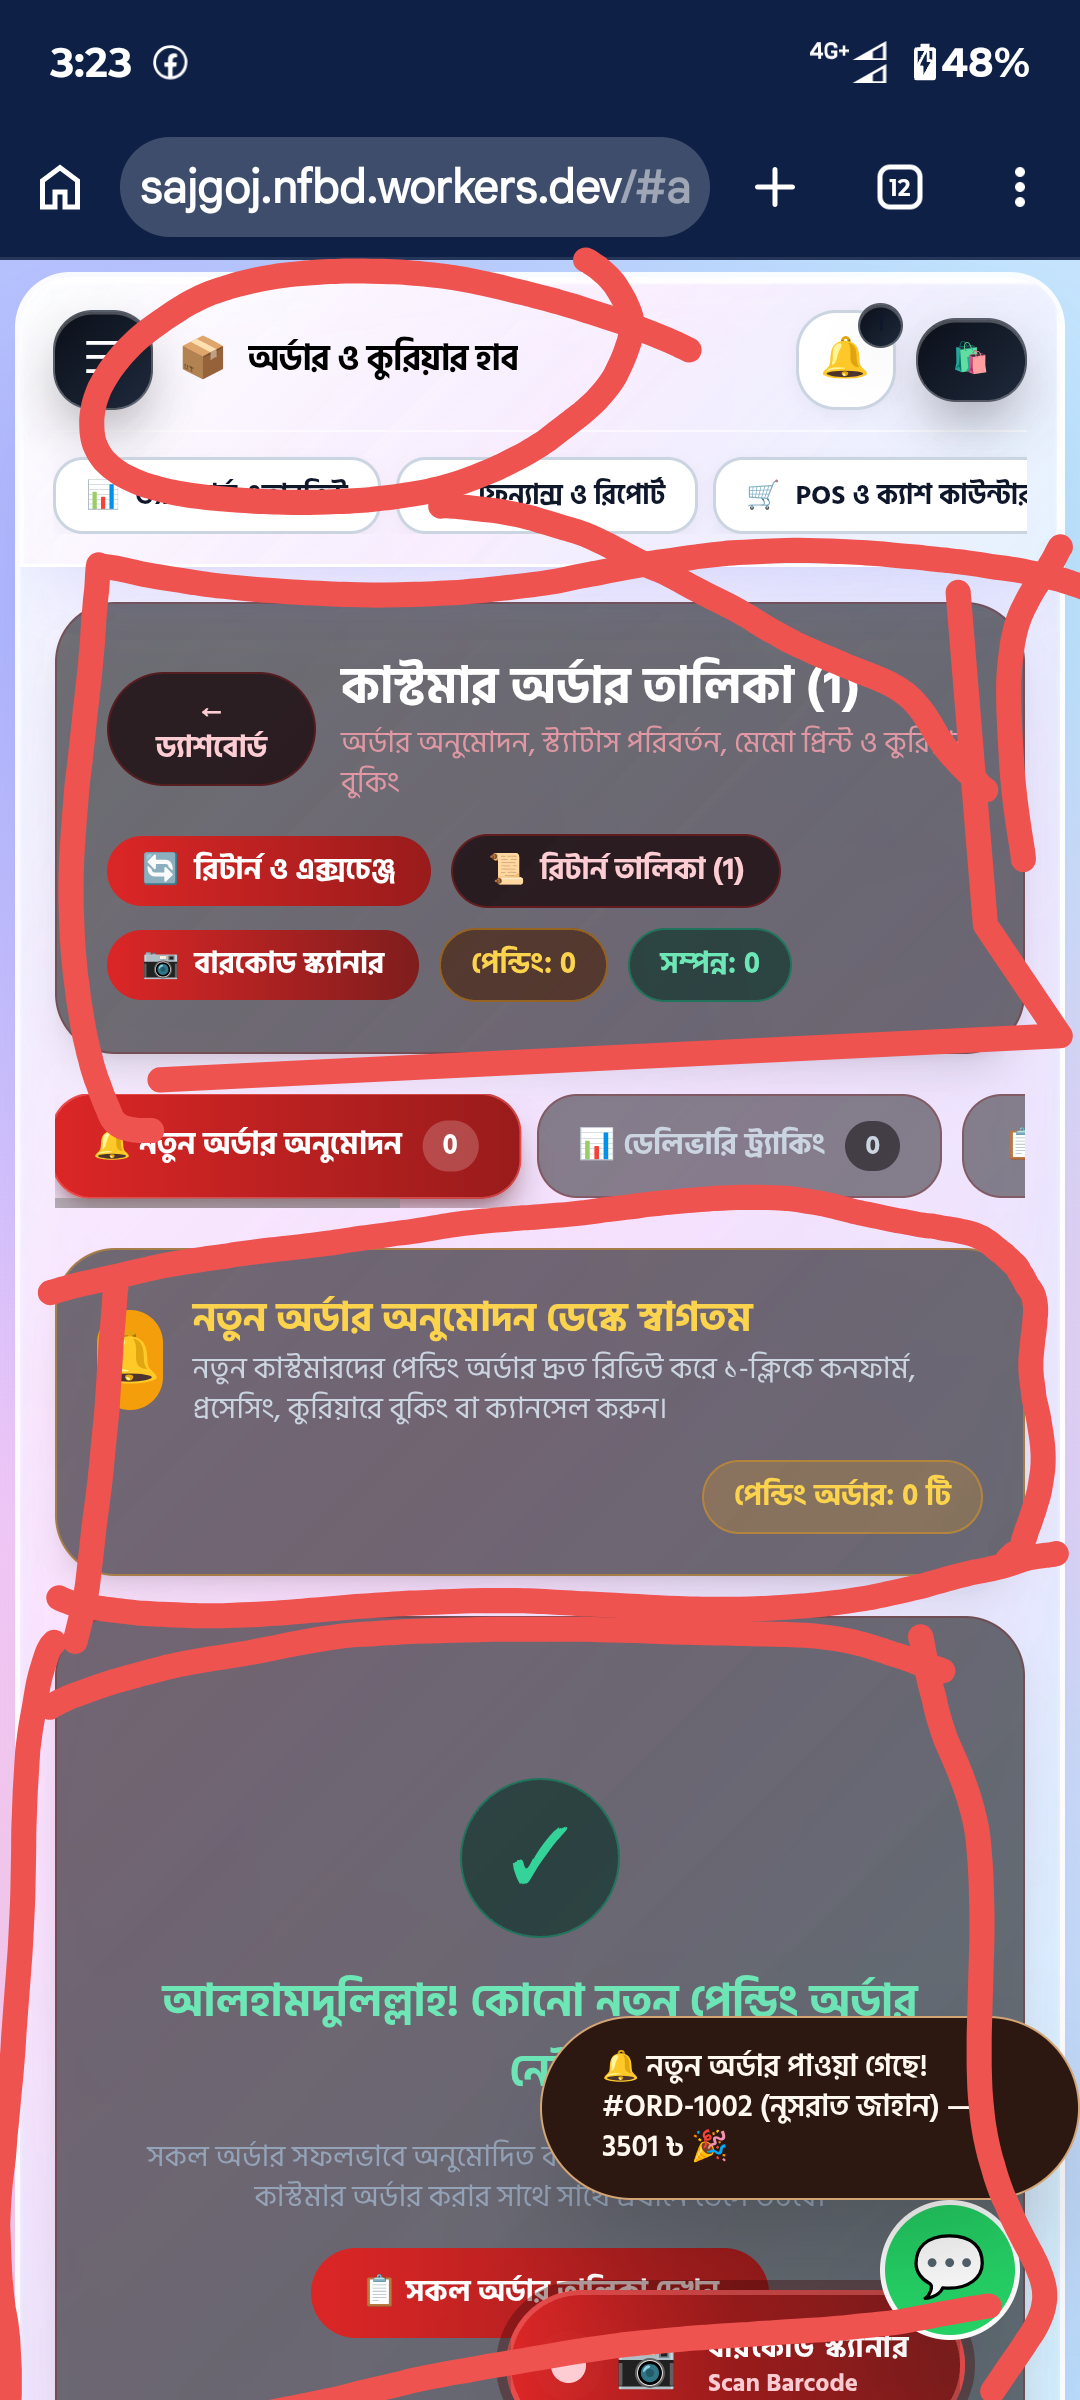 3:23 4G+ 48%
sajgoj.nfbd.workers.dev/#a 12
অর্ডার ও কুরিয়ার হাব
ফিন্যান্স ও রিপোর্ট POS ও ক্যাশ কাউন্টার
কাস্টমার অর্ডার তালিকা (1)
← ড্যাশবোর্ড
অর্ডার অনুমোদন, স্ট্যাটাস পরিবর্তন, মেমো প্রিন্ট ও কুরিয়ার
বুকিং
রিটার্ন ও এক্সচেঞ্জ রিটার্ন তালিকা (1)
বারকোড স্ক্যানার পেন্ডিং: 0 সম্পন্ন: 0
নতুন অর্ডার অনুমোদন 0 ডেলিভারি ট্র্যাকিং 0
নতুন অর্ডার অনুমোদন ডেস্কে স্বাগতম
নতুন কাস্টমারদের পেন্ডিং অর্ডার দ্রুত রিভিউ করে ১-ক্লিকে কনফার্ম,
প্রসেসিং, কুরিয়ারে বুকিং বা ক্যানসেল করুন।
পেন্ডিং অর্ডার: 0 টি
আলহামদুলিল্লাহ! কোনো নতুন পেন্ডিং অর্ডার
🔔 নতুন অর্ডার পাওয়া গেছে!
#ORD-1002 (নুসরাত জাহান) —
3501 ৳ 🎉
সকল অর্ডার সফলভাবে অনুমোদিত
কাস্টমার অর্ডার করার সাথে সাথে
সকল অর্ডার তালিকা দেখুন
বারকোড স্ক্যানার
Scan Barcode